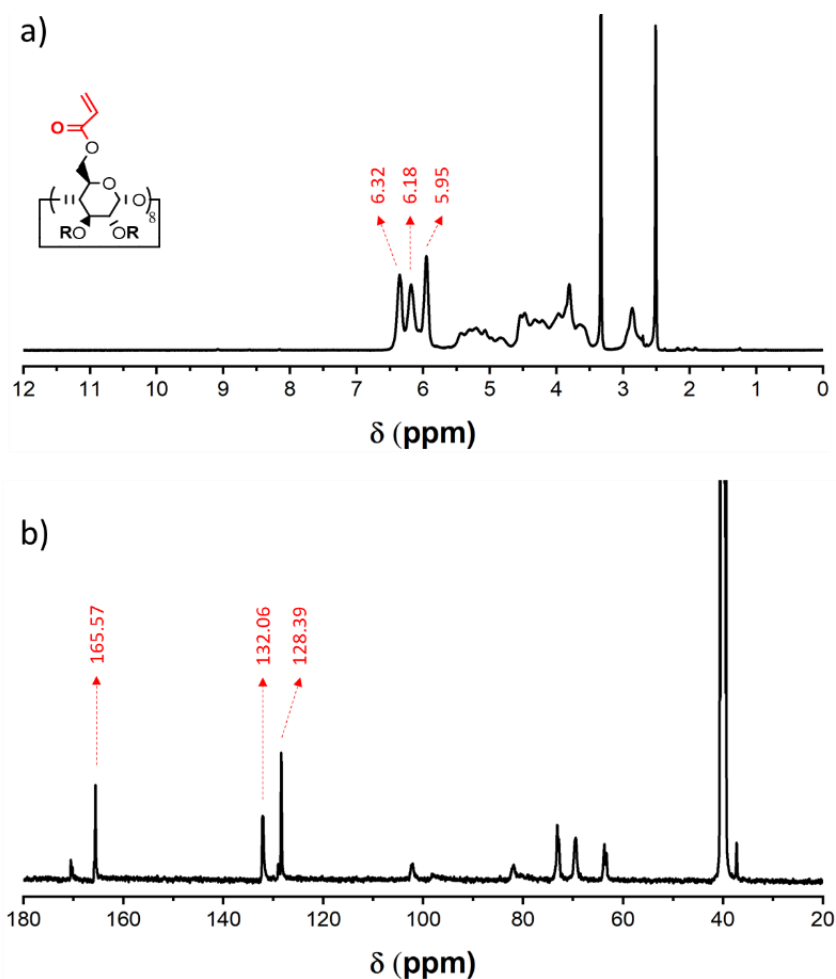 a)
O
O
O
O
8
RO
OR
6.32
6.18
5.95
12 11 10 9 8 7 6 5 4 3 2 1 0
δ (ppm)
b)
165.57
132.06
128.39
180 160 140 120 100 80 60 40 20
δ (ppm)